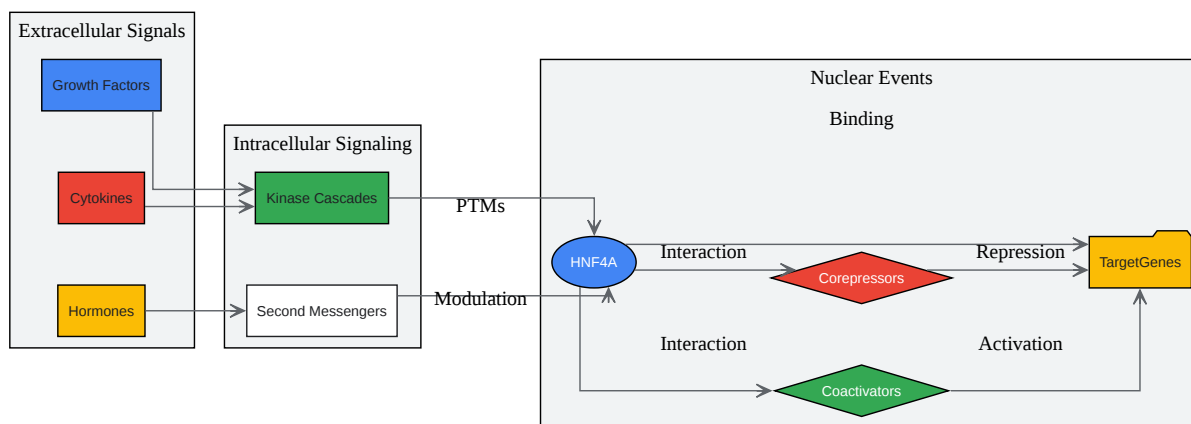 Extracellular Signals
Growth Factors
Cytokines
Hormones
Intracellular Signaling
Kinase Cascades
Second Messengers
PTMs
Modulation
Nuclear Events
Binding
HNF4A
Interaction
Corepressors
Repression
TargetGenes
Interaction
Coactivators
Activation